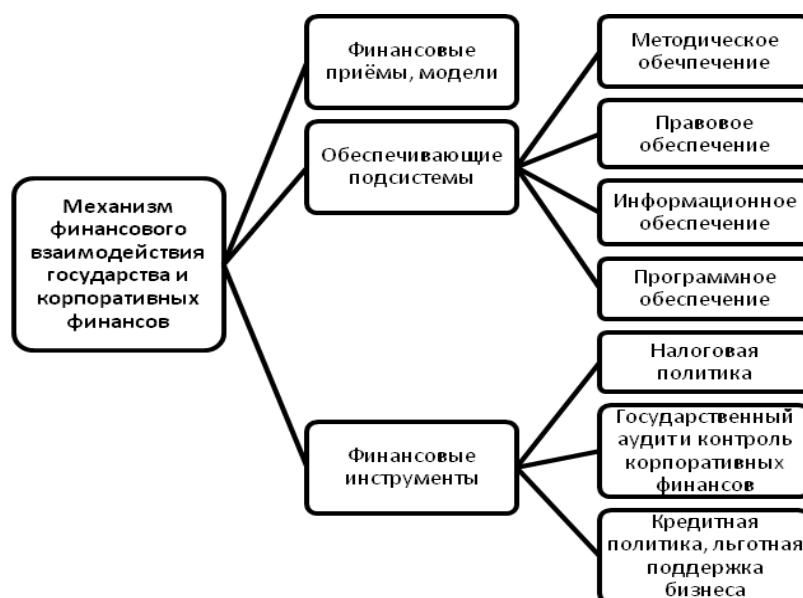 Механизм
финансового
взаимодействия
государства и
корпоративных
финансов
Финансовые
приёмы, модели
Обеспечивающие
подсистемы
Методическое
обечпечение
Правовое
обеспечение
Информационное
обеспечение
Программное
обеспечение
Финансовые
инструменты
Налоговая
политика
Государственный
аудит и контроль
корпоративных
финансов
Кредитная
политика, льготная
поддержка
бизнеса